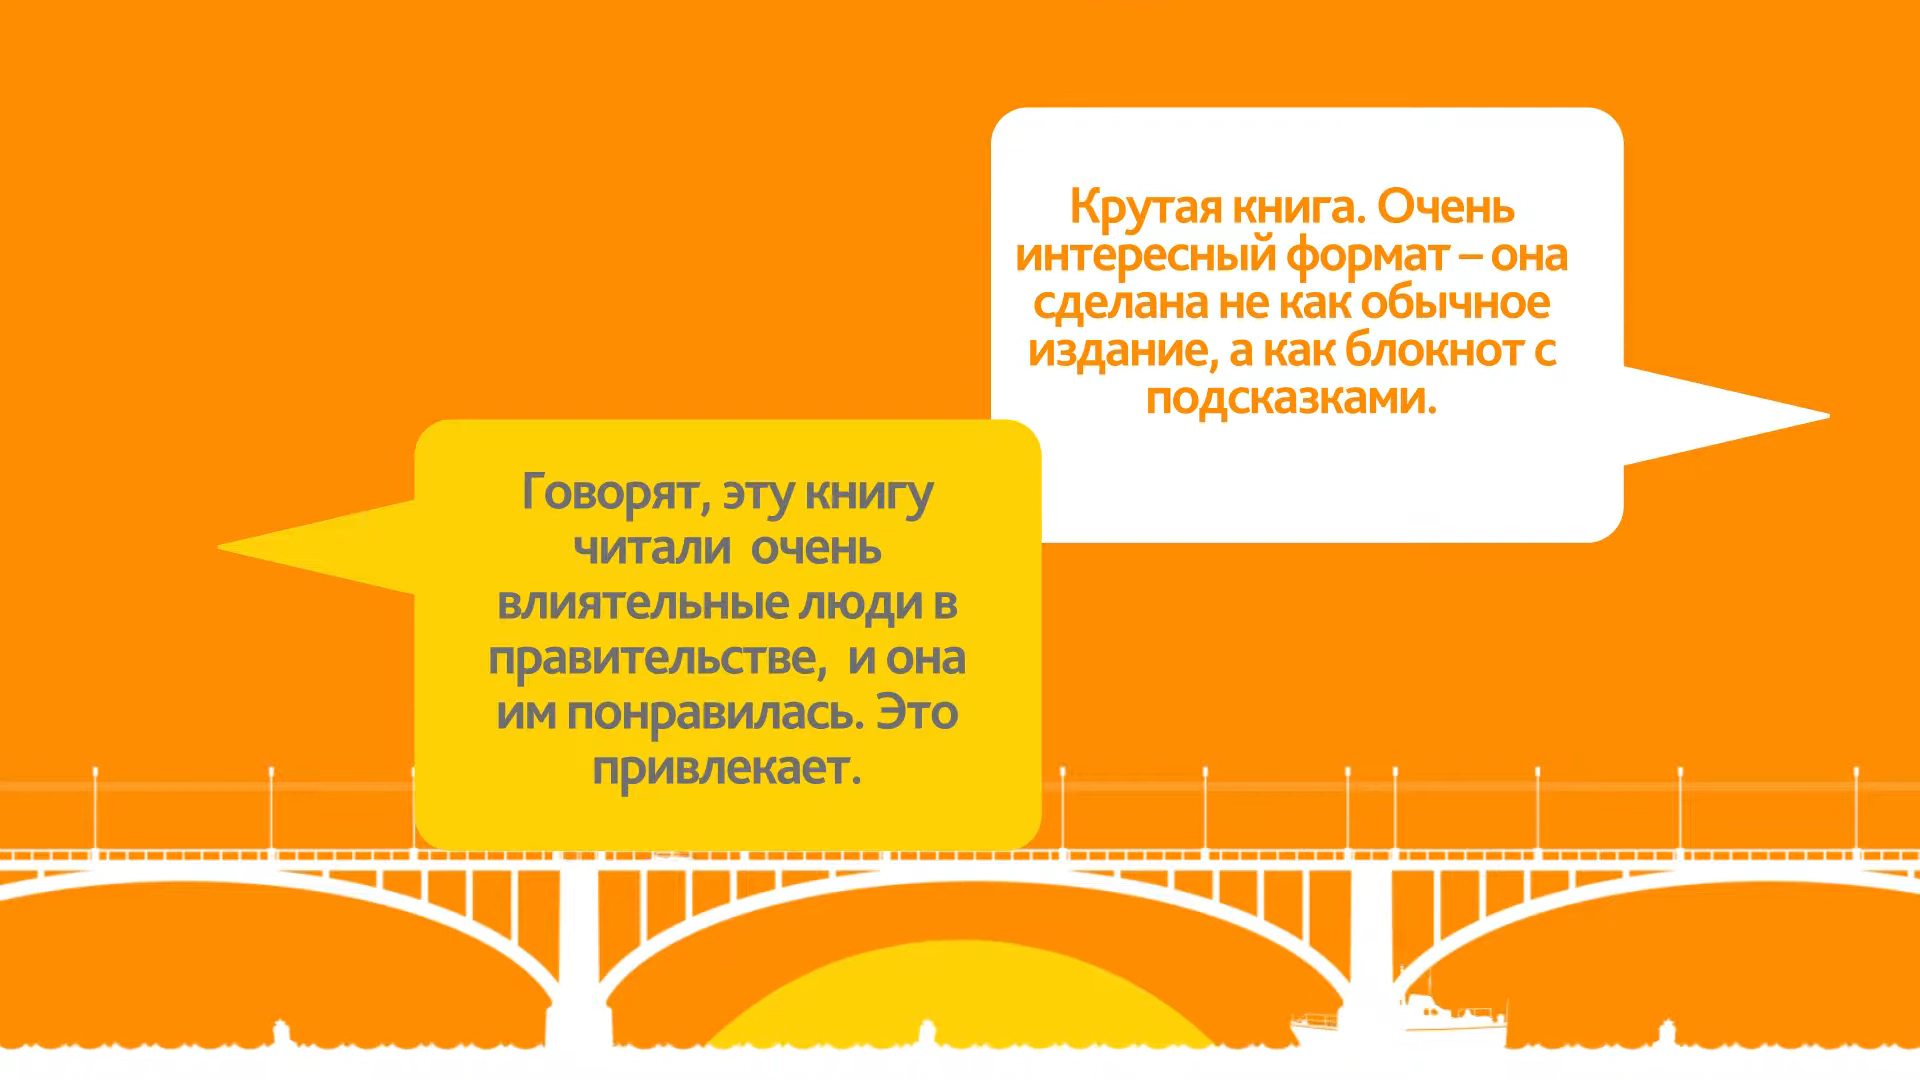 Крутая книга. Очень
интересный формат – она
сделана не как обычное
издание, а как блокнот с
подсказками.
Говорят, эту книгу
читали очень
влиятельные люди в
правительстве, и она
им понравилась. Это
привлекает.